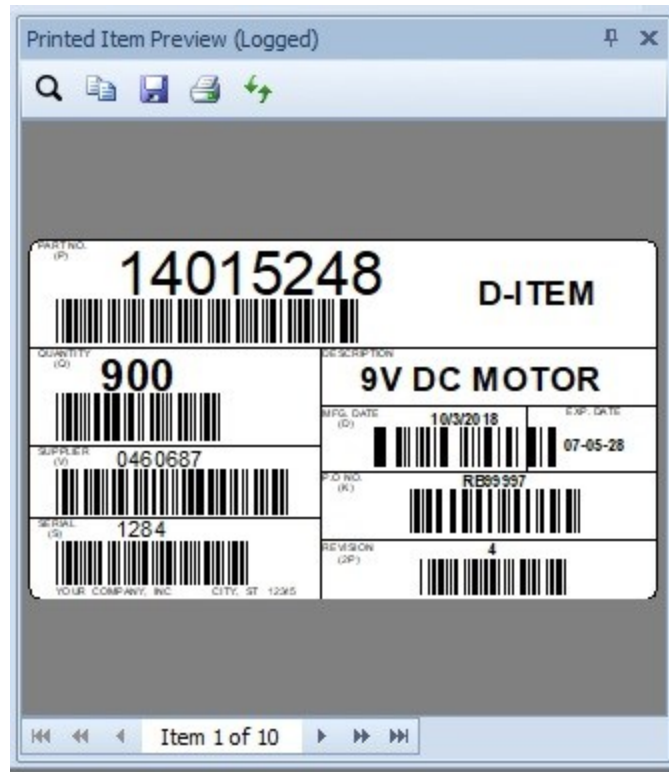 Printed Item Preview (Logged)
PART NO.
(P)
14015248
D-ITEM
QUANTITY
(Q)
900
DESCRIPTION
9V DC MOTOR
MFG. DATE
(D)
10/3/2018
EXP. DATE
07-05-28
SUPPLIER
(V)
0460687
P.O NO.
(K)
RB99997
SERIAL
(S)
1284
REVISION
(2P)
4
YOUR COMPANY, INC CITY, ST 12345
Item 1 of 10